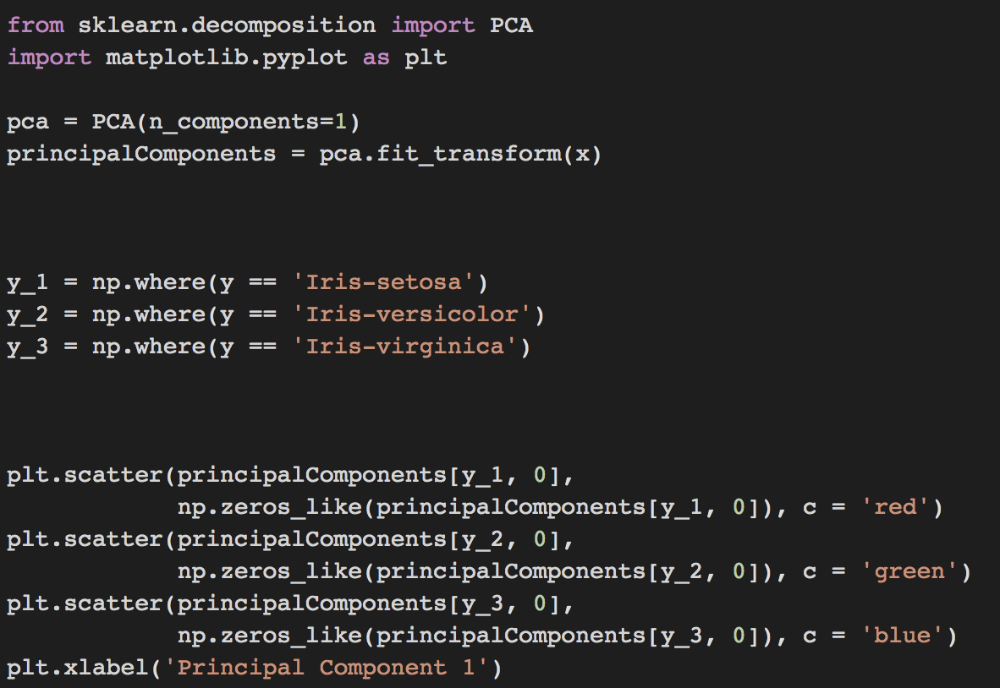 from sklearn.decomposition import PCA
import matplotlib.pyplot as plt
pca = PCA(n_components=1)
principalComponents = pca.fit_transform(x)
y_1 = np.where(y == 'Iris-setosa')
y_2 = np.where(y == 'Iris-versicolor')
y_3 = np.where(y == 'Iris-virginica')
plt.scatter(principalComponents[y_1, 0],
            np.zeros_like(principalComponents[y_1, 0]), c = 'red')
plt.scatter(principalComponents[y_2, 0],
            np.zeros_like(principalComponents[y_2, 0]), c = 'green')
plt.scatter(principalComponents[y_3, 0],
            np.zeros_like(principalComponents[y_3, 0]), c = 'blue')
plt.xlabel('Principal Component 1')